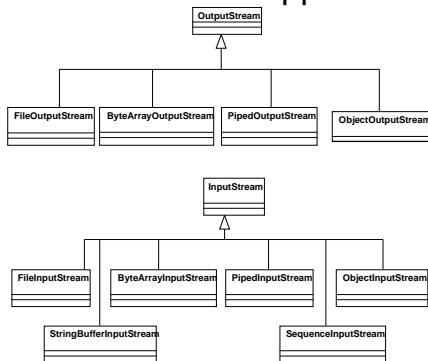 OutputStream
FileOutputStream ByteArrayOutputStream PipedOutputStream ObjectOutputStream
InputStream
FileInputStream ByteArrayInputStream PipedInputStream ObjectInputStream
StringBufferInputStream SequenceInputStream